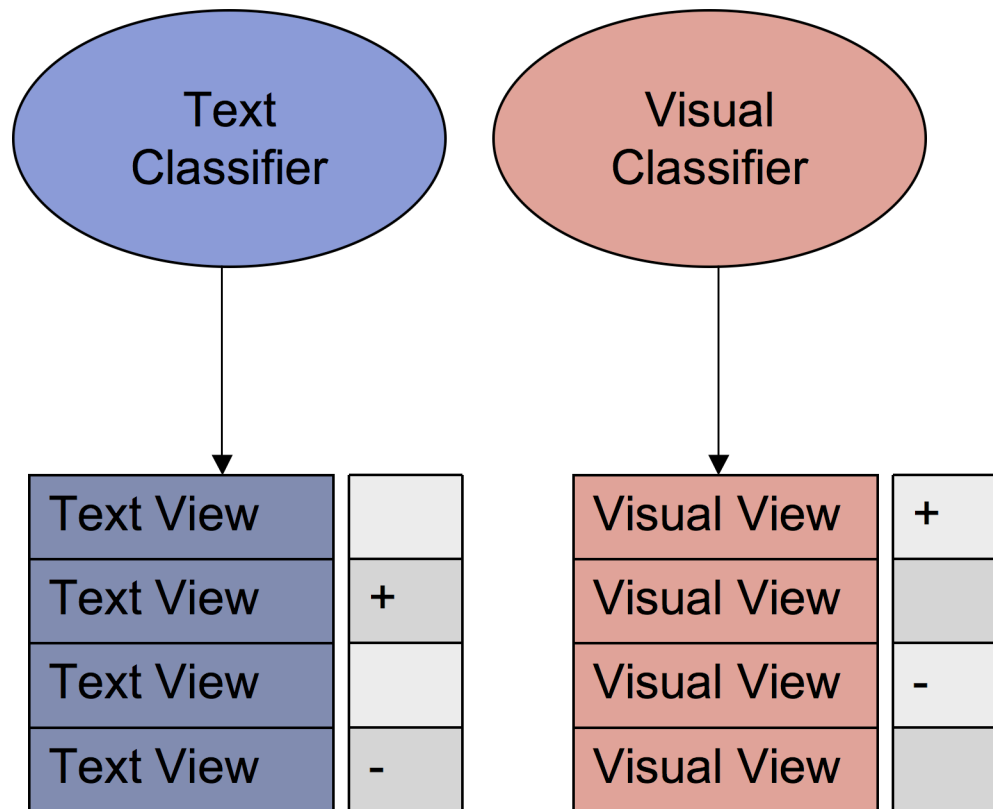 Text
Classifier
Visual
Classifier
Text View
Visual View +
Text View +
Visual View
Text View
Visual View -
Text View -
Visual View